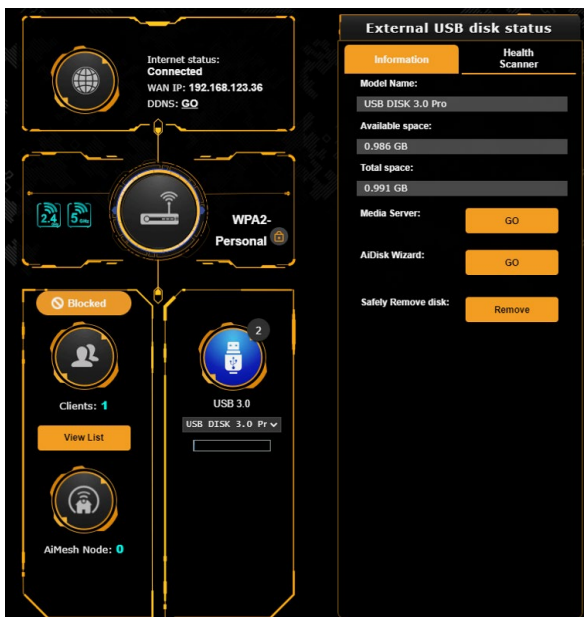 Internet status:
Connected
WAN IP: 192.168.123.36
DDNS: GO
2.4
5 GHz
WPA2-
Personal
Blocked
Clients: 1
View List
AiMesh Node: 0
2
USB 3.0
USB DISK 3.0 Pr
External USB disk status
Information
Health
Scanner
Model Name:
USB DISK 3.0 Pro
Available space:
0.986 GB
Total space:
0.991 GB
Media Server:
GO
AiDisk Wizard:
GO
Safely Remove disk:
Remove